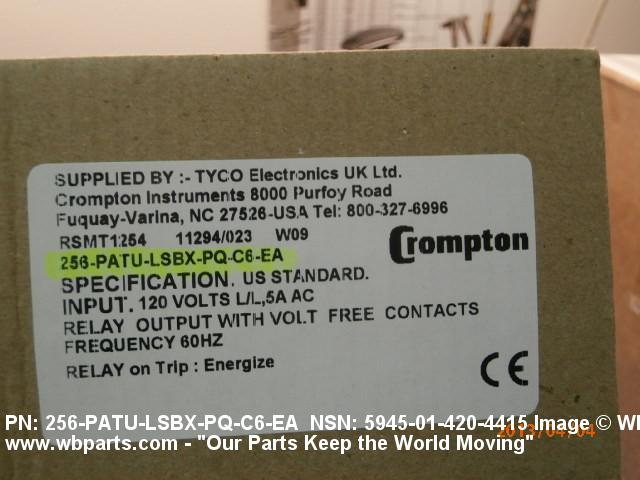 SUPPLIED BY :- TYCO Electronics UK Ltd.
Crompton Instruments 8000 Purfoy Road
Fuquay-Varina, NC 27526-USA Tel: 800-327-6996
RSMT1254 11294/023 W09
Crompton
256-PATU-LSBX-PQ-C6-EA
SPECIFICATION. US STANDARD.
INPUT. 120 VOLTS L/L,5A AC
RELAY OUTPUT WITH VOLT FREE CONTACTS
FREQUENCY 60HZ
RELAY on Trip : Energize
CE
PN: 256-PATU-LSBX-PQ-C6-EA NSN: 5945-01-420-4415 Image ©
2013/04/04
www.wbparts.com - "Our Parts Keep the World Moving"